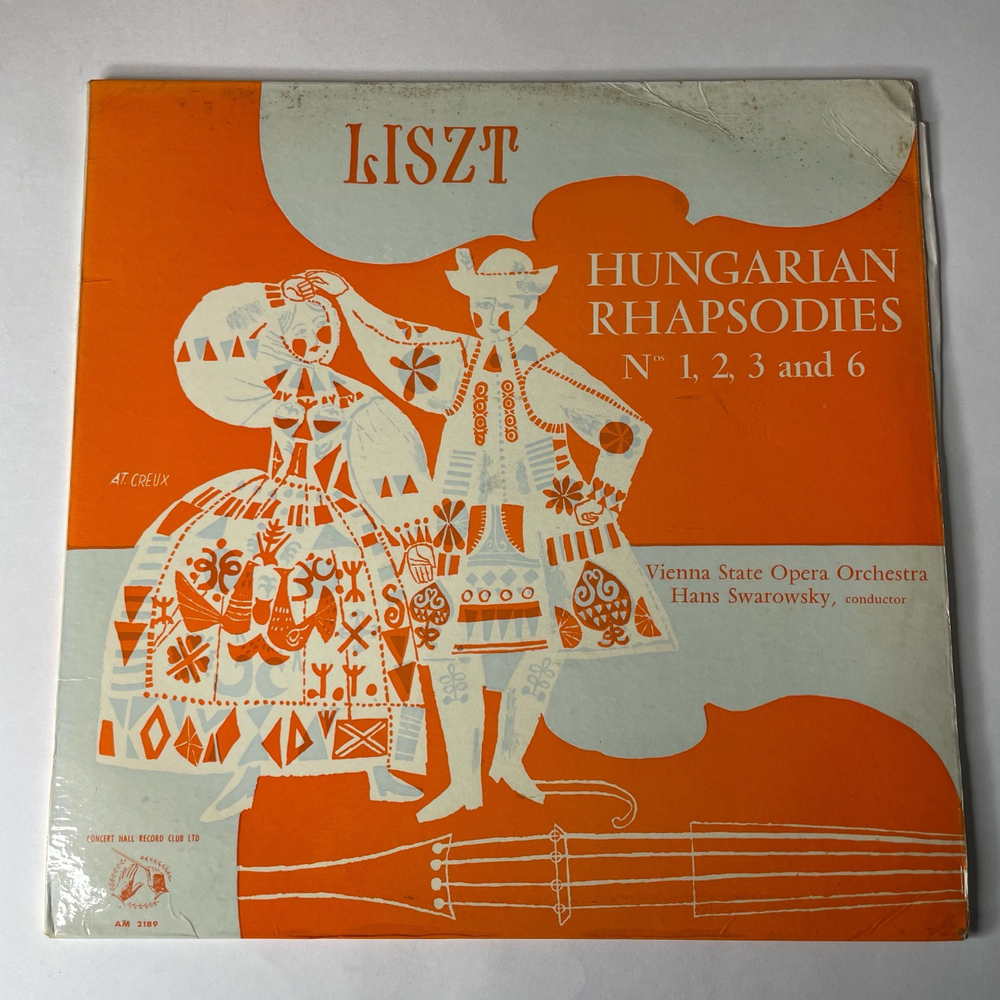 LISZT
HUNGARIAN
RHAPSODIES
Nos 1, 2, 3 and 6
AT. CREUX
Vienna State Opera Orchestra
Hans Swarowsky, conductor
CONCERT HALL RECORD CLUB LTD
AM 2189